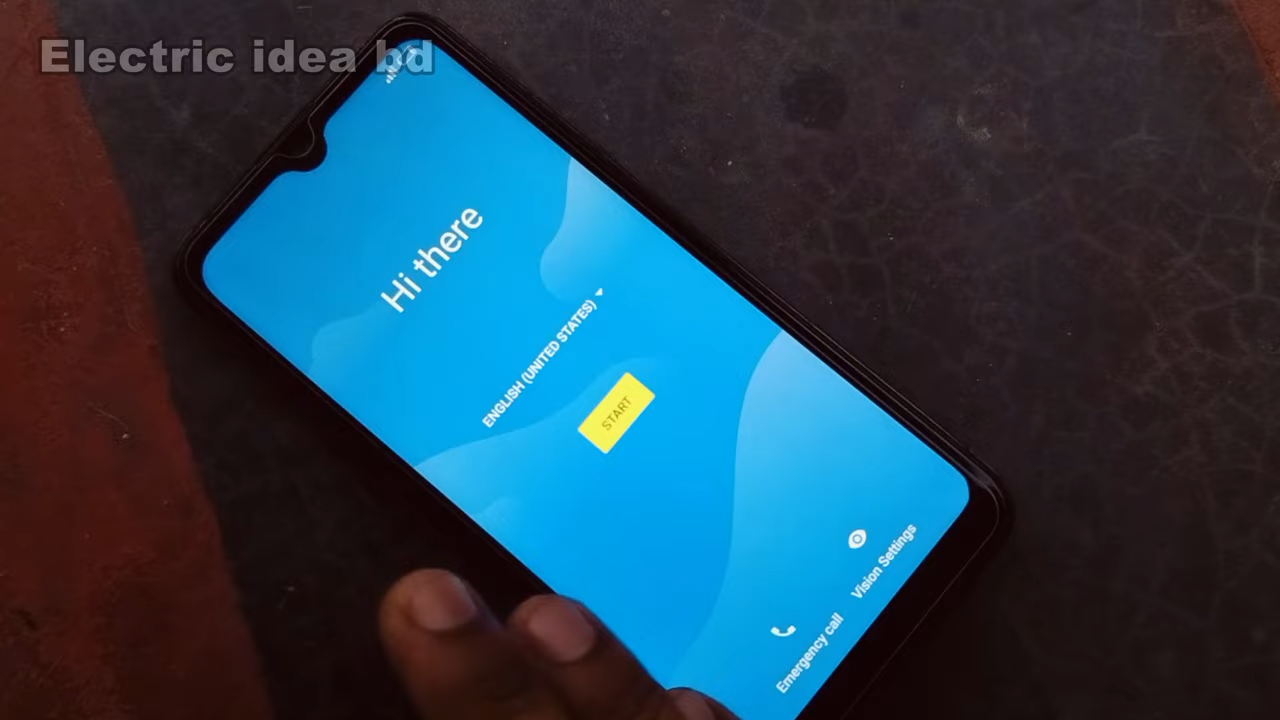 Electric idea bd
Hi there
ENGLISH (UNITED STATES)
START
Vision Settings
Emergency call